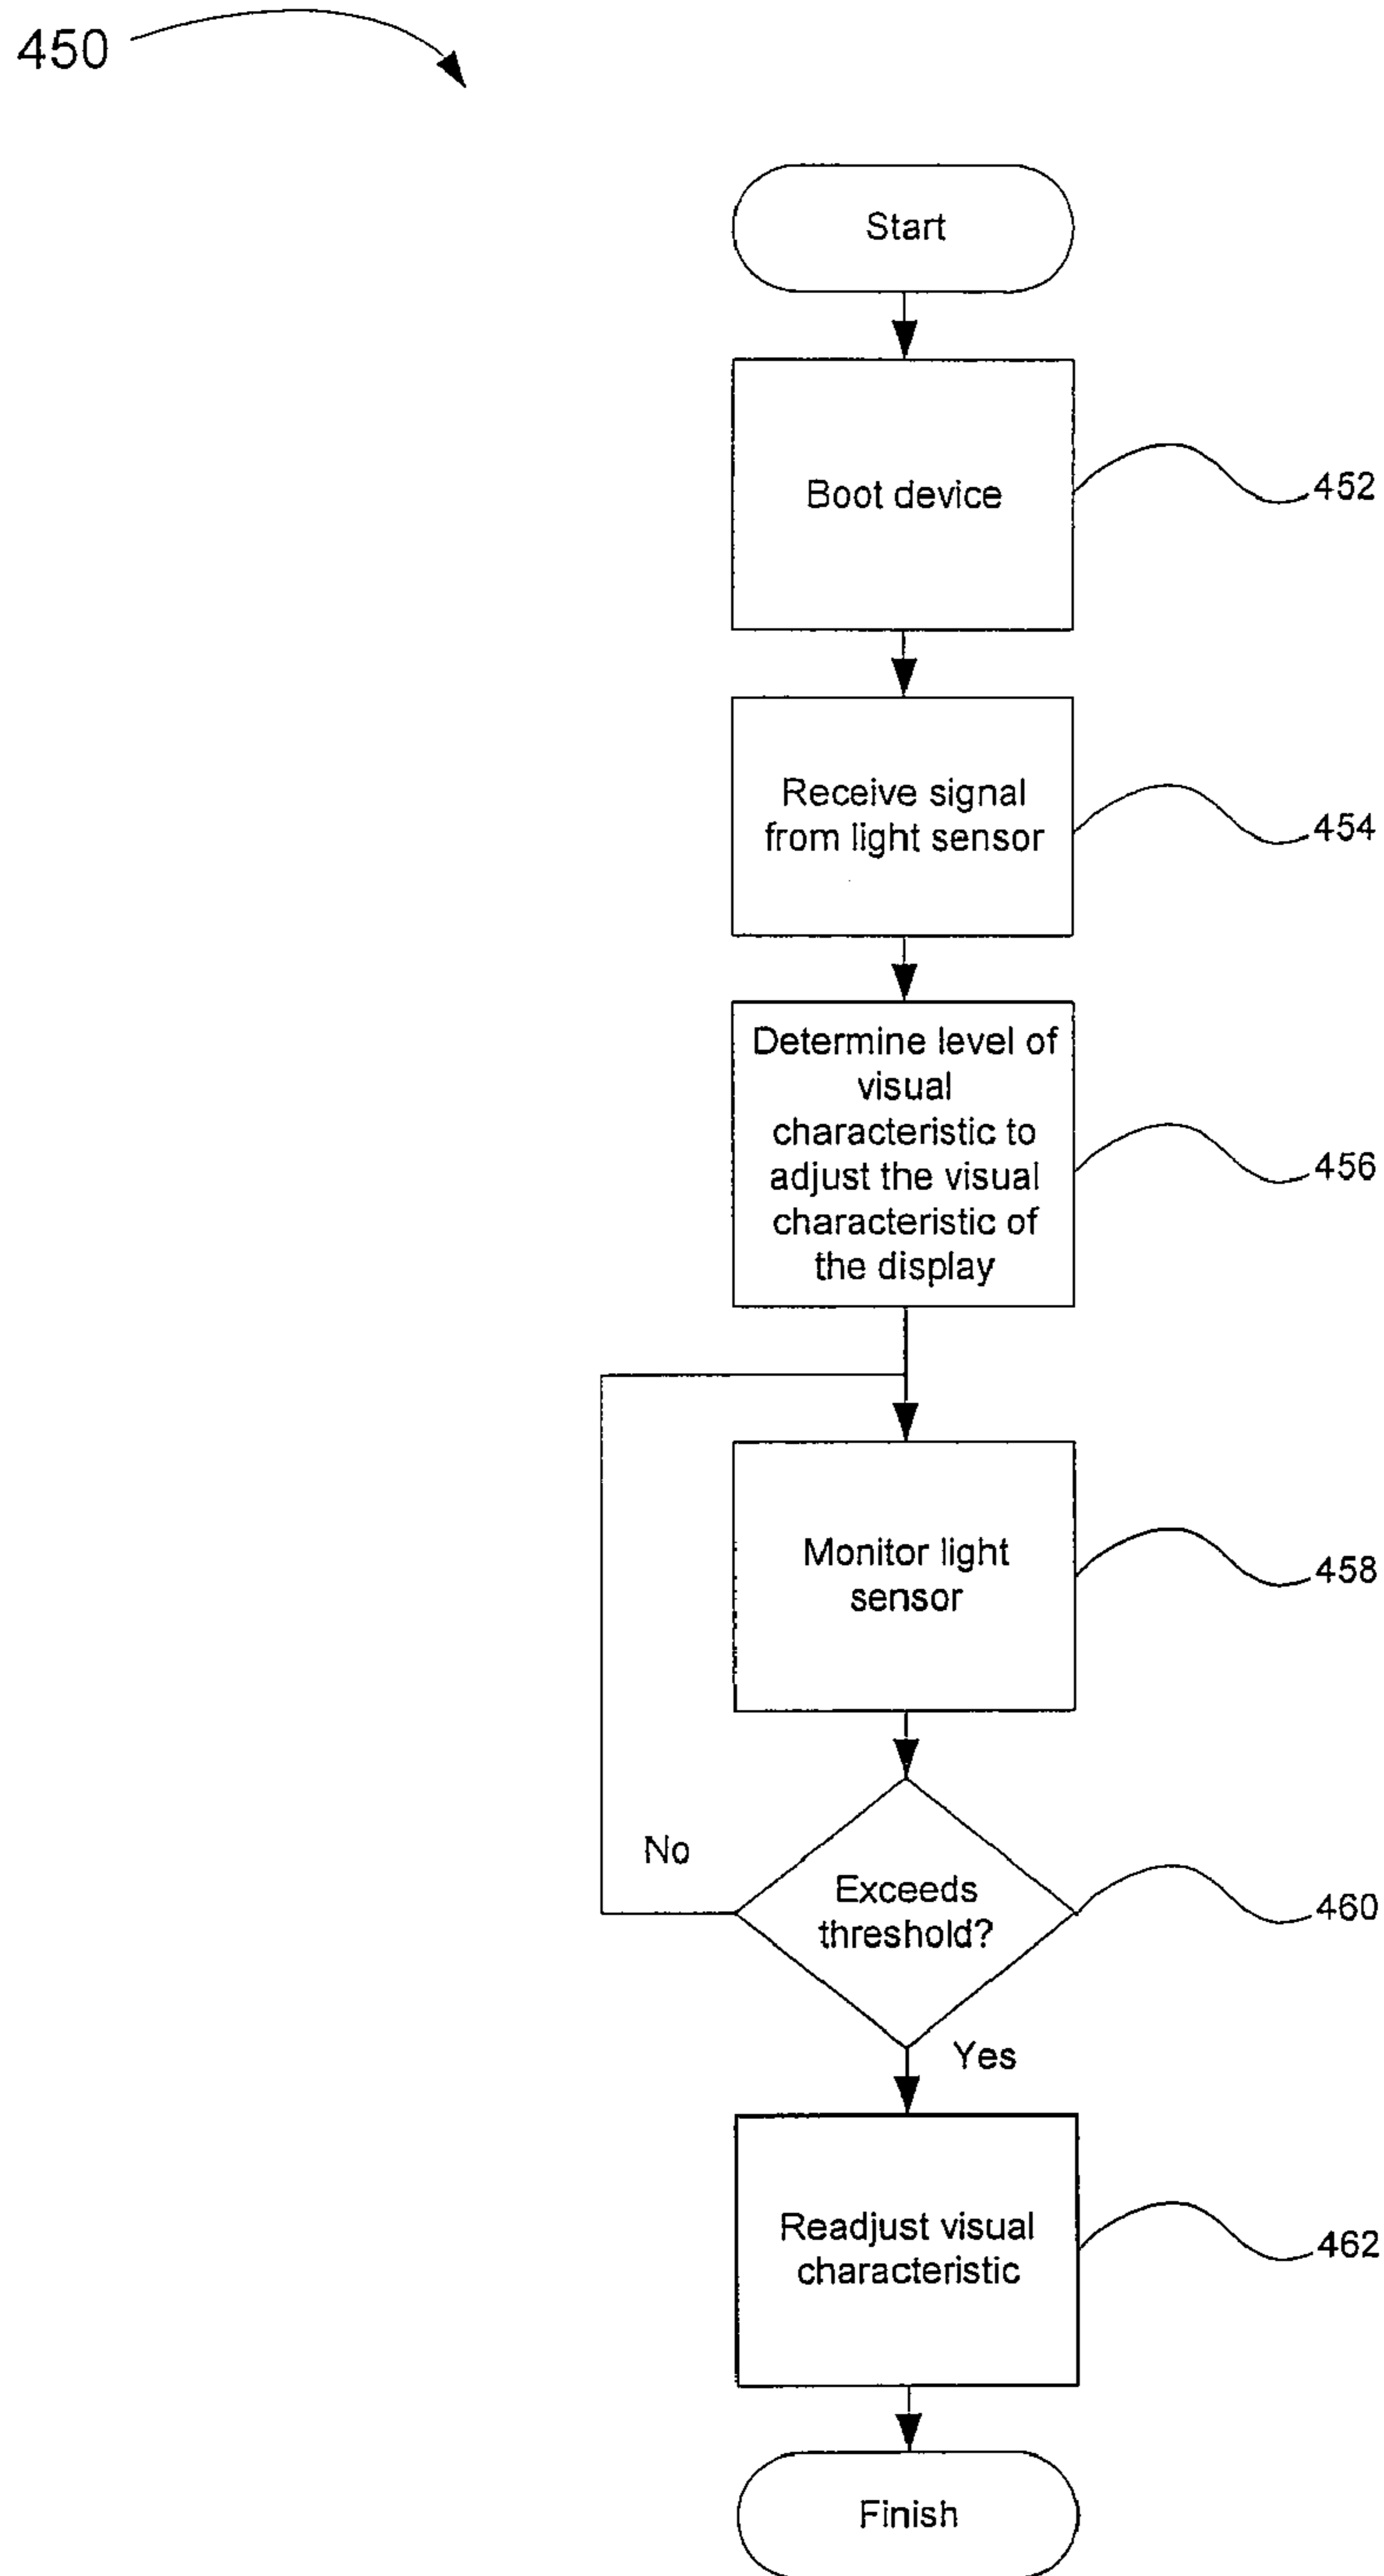 450
Start
Boot device
452
Receive signal
from light sensor
454
Determine level of
visual
characteristic to
adjust the visual
characteristic of
the display
456
Monitor light
sensor
458
No
Exceeds
threshold?
460
Yes
Readjust visual
characteristic
462
Finish